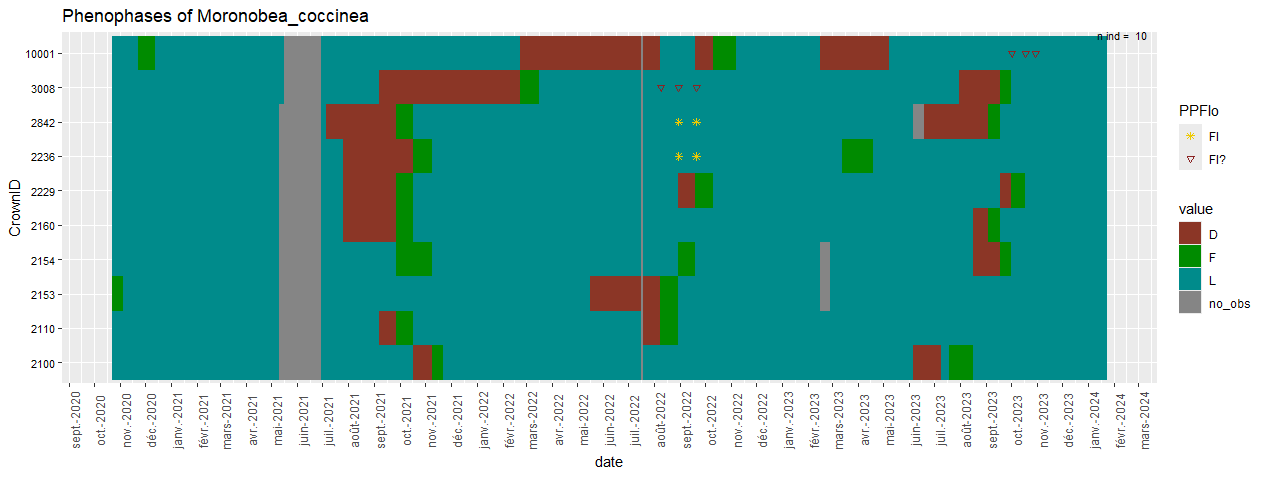 Phenophases of Moronobea_coccinea
n ind = 10
CrownID
10001
3008
2842
2236
2229
2160
2154
2153
2110
2100
sept.-2020
oct.-2020
nov.-2020
déc.-2020
janv.-2021
févr.-2021
mars-2021
avr.-2021
mai-2021
juin-2021
juil.-2021
août-2021
sept.-2021
oct.-2021
nov.-2021
déc.-2021
janv.-2022
févr.-2022
mars-2022
avr.-2022
mai-2022
juin-2022
juil.-2022
août-2022
sept.-2022
oct.-2022
nov.-2022
déc.-2022
janv.-2023
févr.-2023
mars-2023
avr.-2023
mai-2023
juin-2023
juil.-2023
août-2023
sept.-2023
oct.-2023
nov.-2023
déc.-2023
janv.-2024
févr.-2024
mars-2024
date
PPFlo
Fl
Fl?
value
D
F
L
no_obs